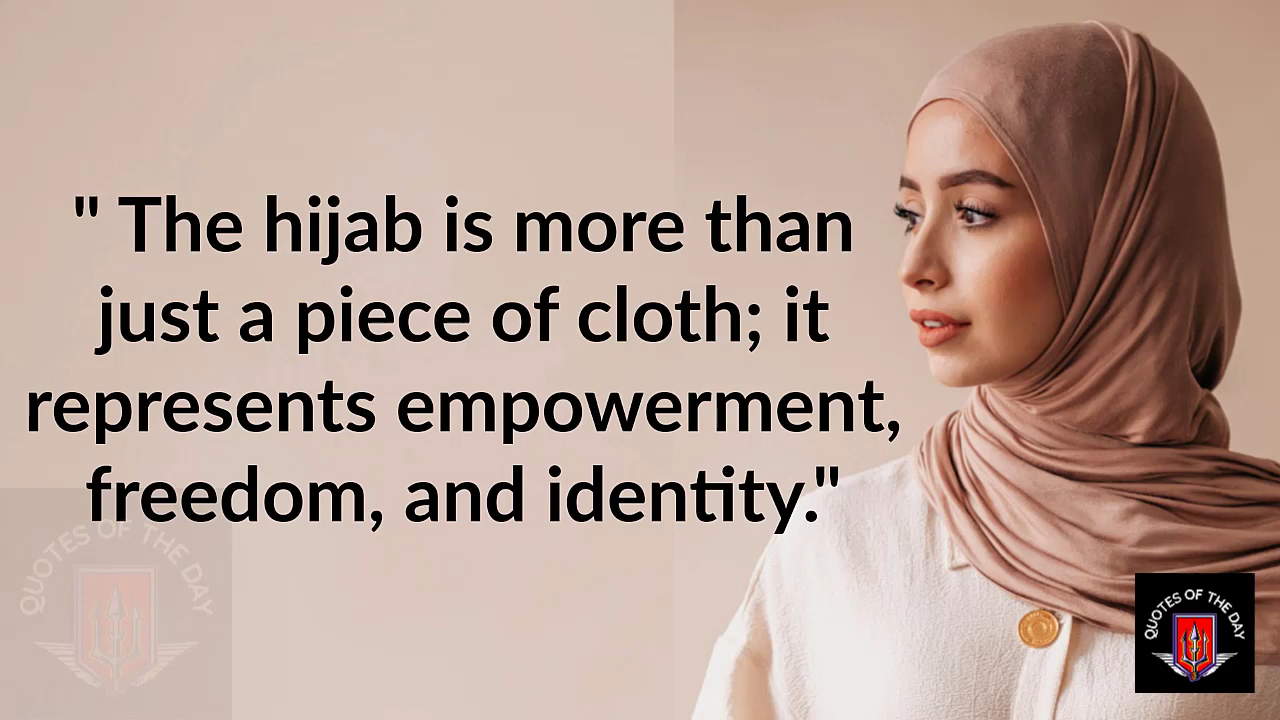 " The hijab is more than
just a piece of cloth; it
represents empowerment,
freedom, and identity."
QUOTES OF THE DAY
QUOTES OF THE DAY